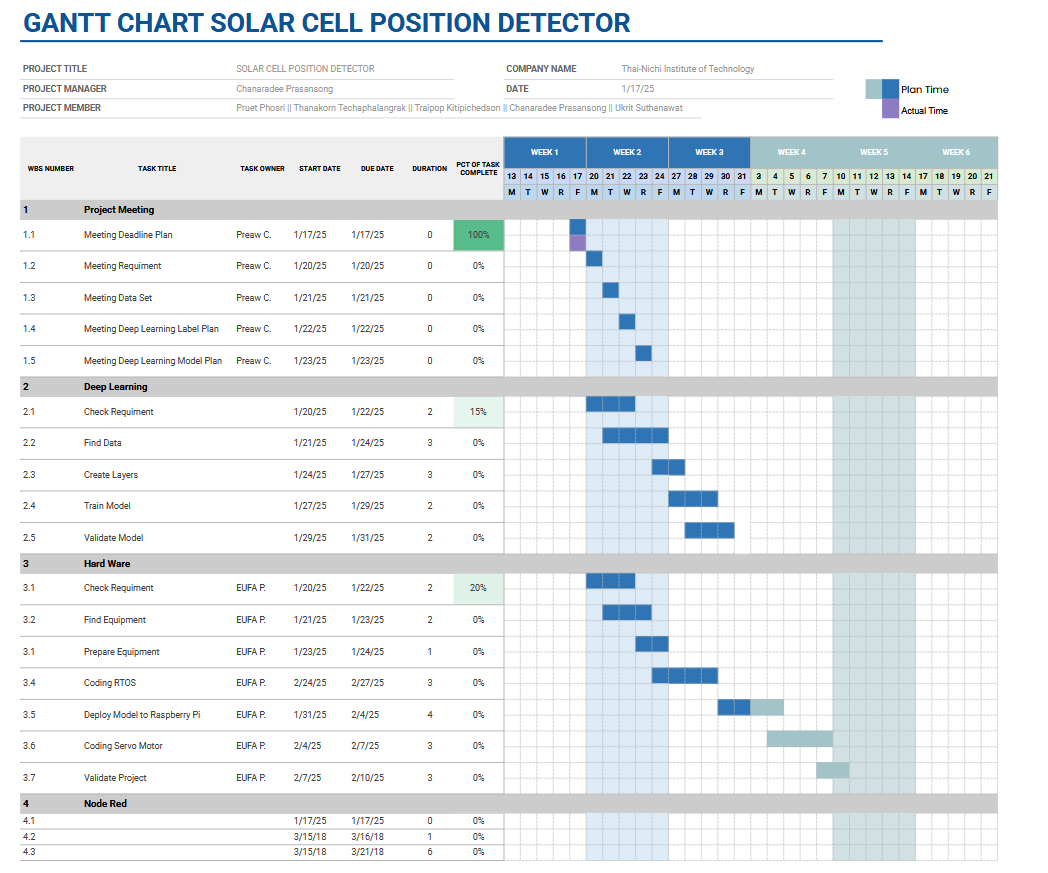 GANTT CHART SOLAR CELL POSITION DETECTOR
PROJECT TITLE SOLAR CELL POSITION DETECTOR COMPANY NAME Thai-Nichi Institute of Technology
PROJECT MANAGER Chanaradee Prasansong DATE 1/17/25
PROJECT MEMBER Pruet Phosri || Thanakorn Techaphalangrak || Traipop Kitipichedson || Chanaradee Prasansong || Ukrit Suthanawat
Plan Time
Actual Time
WBS NUMBER TASK TITLE TASK OWNER START DATE DUE DATE DURATION PCT OF TASK COMPLETE WEEK 1 WEEK 2 WEEK 3 WEEK 4 WEEK 5 WEEK 6
13 14 15 16 17 20 21 22 23 24 27 28 29 30 31 3 4 5 6 7 10 11 12 13 14 17 18 19 20 21
M T W R F M T W R F M T W R F M T W R F M T W R F M T W R F
1 Project Meeting
1.1 Meeting Deadline Plan Preaw C. 1/17/25 1/17/25 0 100%
1.2 Meeting Requiment Preaw C. 1/20/25 1/20/25 0 0%
1.3 Meeting Data Set Preaw C. 1/21/25 1/21/25 0 0%
1.4 Meeting Deep Learning Label Plan Preaw C. 1/22/25 1/22/25 0 0%
1.5 Meeting Deep Learning Model Plan Preaw C. 1/23/25 1/23/25 0 0%
2 Deep Learning
2.1 Check Requiment 1/20/25 1/22/25 2 15%
2.2 Find Data 1/21/25 1/24/25 3 0%
2.3 Create Layers 1/24/25 1/27/25 3 0%
2.4 Train Model 1/27/25 1/29/25 2 0%
2.5 Validate Model 1/29/25 1/31/25 2 0%
3 Hard Ware
3.1 Check Requiment EUFA P. 1/20/25 1/22/25 2 20%
3.2 Find Equipment EUFA P. 1/21/25 1/23/25 2 0%
3.1 Prepare Equipment EUFA P. 1/23/25 1/24/25 1 0%
3.4 Coding RTOS EUFA P. 2/24/25 2/27/25 3 0%
3.5 Deploy Model to Raspberry Pi EUFA P. 1/31/25 2/4/25 4 0%
3.6 Coding Servo Motor EUFA P. 2/4/25 2/7/25 3 0%
3.7 Validate Project EUFA P. 2/7/25 2/10/25 3 0%
4 Node Red
4.1 1/17/25 1/17/25 0 0%
4.2 3/15/18 3/16/18 1 0%
4.3 3/15/18 3/21/18 6 0%